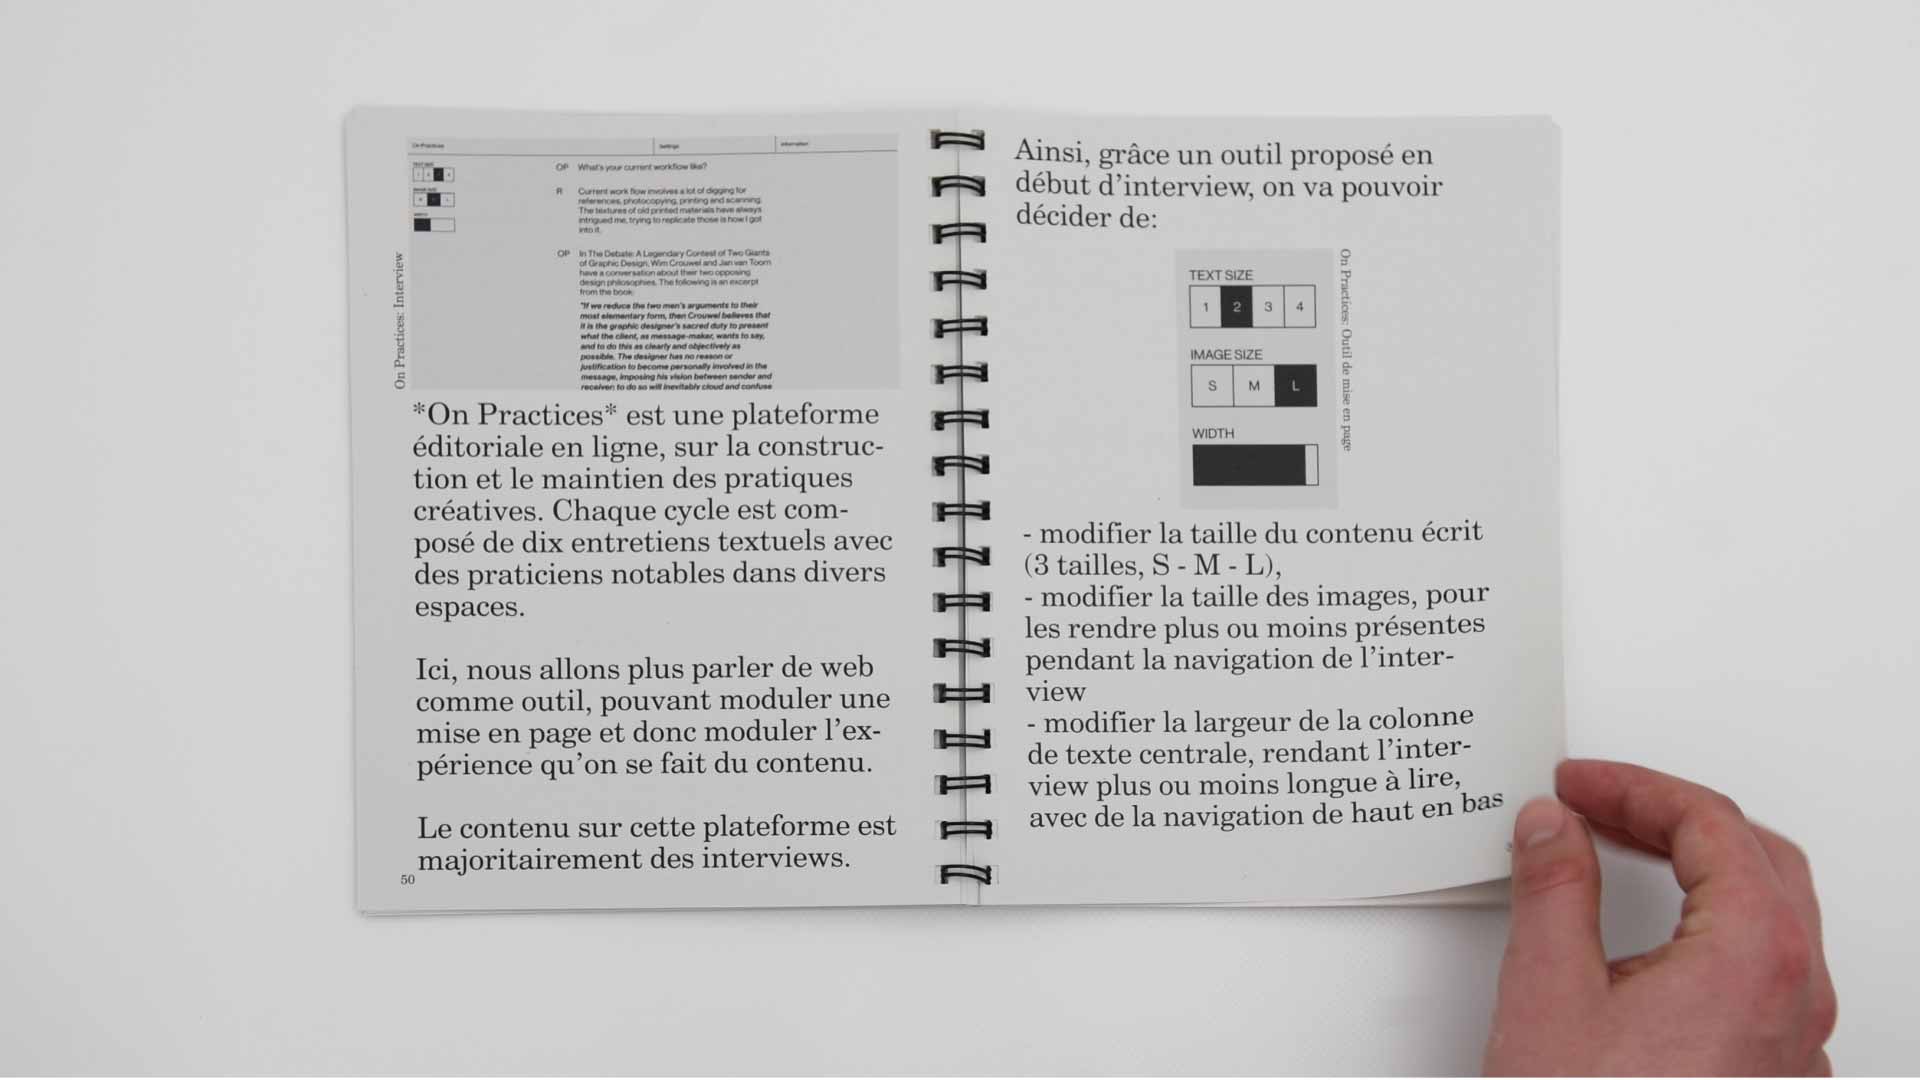 On Practices
Settings
Information
TEXT SIZE
IMAGE SIZE
WIDTH
OP What's your current workflow like?
R Current work flow involves a lot of digging for
references, photocopying, printing and scanning.
The textures of old printed materials have always
intrigued me, trying to replicate those is how I got
into it.
OP In The Debate: A Legendary Contest of Two Giants
of Graphic Design, Wim Crouwel and Jan van Toorn
have a conversation about their two opposing
design philosophies. The following is an excerpt
from the book:
"If we reduce the two men's arguments to their
most elementary form, then Crouwel believes that
it is the graphic designer's sacred duty to present
what the client, as message-maker, wants to say,
and to do this as clearly and objectively as
possible. The designer has no reason or
justification to become personally involved in the
message, imposing his vision between sender and
receiver: to do so will inevitably cloud and confuse
On Practices: Interview
*On Practices* est une plateforme
éditoriale en ligne, sur la construc-
tion et le maintien des pratiques
créatives. Chaque cycle est com-
posé de dix entretiens textuels avec
des praticiens notables dans divers
espaces.
Ici, nous allons plus parler de web
comme outil, pouvant moduler une
mise en page et donc moduler l'ex-
périence qu'on se fait du contenu.
Le contenu sur cette plateforme est
majoritairement des interviews.
50
Ainsi, grâce un outil proposé en
début d'interview, on va pouvoir
décider de:
TEXT SIZE
1 2 3 4
IMAGE SIZE
S M L
WIDTH
On Practices: Outil de mise en page
- modifier la taille du contenu écrit
(3 tailles, S - M - L),
- modifier la taille des images, pour
les rendre plus ou moins présentes
pendant la navigation de l'inter-
view
- modifier la largeur de la colonne
de texte centrale, rendant l'inter-
view plus ou moins longue à lire,
avec de la navigation de haut en bas